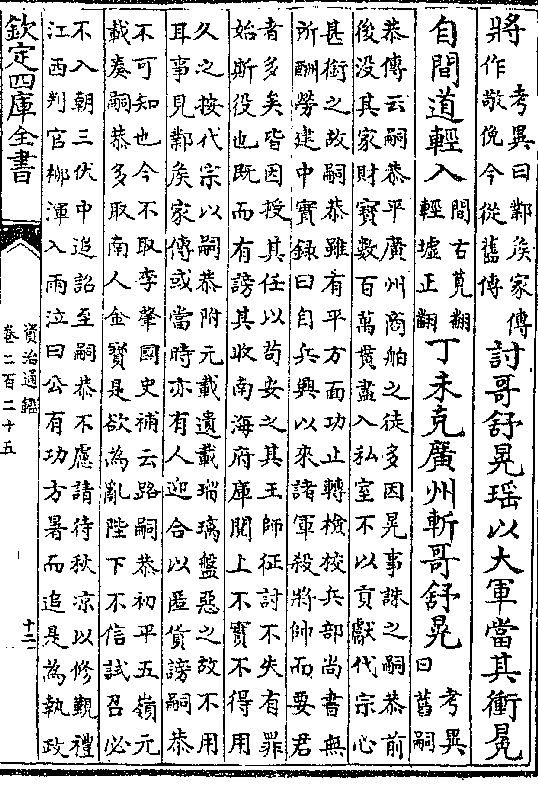 將考異曰鄴侯家傳作敬俛今從舊傳討哥舒晃瑶以大軍當其衝冕
自間道輕入間古莧翻輕墟正翻丁未克廣州斬哥舒晃考異曰舊嗣
恭傳云嗣恭平廣州商舶之徒多因晃事誅之嗣恭前
後没其家財寶數百萬貫盡入私室不以貢獻代宗心
甚銜之故嗣恭雖有平方面功止轉檢校兵部尚書無
所酬勞建中實録曰自兵興以來諸軍殺將帥而要君
者多矣皆因授其任以苟安之其王師征討不失有罪
始斯役也既而有謗其收南海府庫閱上不實不得用
久之按代宗以嗣恭附元載遺載瑠璃盤惡之故不用
耳事見鄴侯家傳或當時亦有人迎合以匿貨謗嗣恭
不可知也今不取李肇國史補云路嗣恭初平五嶺元
載奏嗣恭多取南人金寳是欲為亂陛下不信試召必
不入朝三伏中追詔至嗣恭不慮請待秋凉以修覲禮
江西判官栁渾入雨泣曰公有功方暑而追是為執政
欽定四庫全書
資治通鑑
卷二百二十五
十二